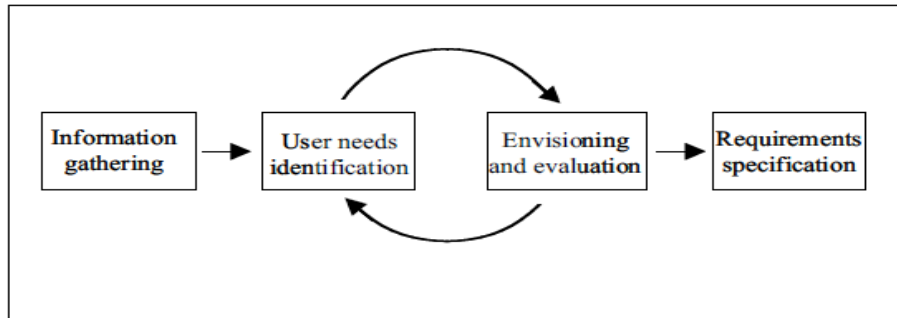 Information
gathering
User needs
identification
Envisioning
and evaluation
Requirements
specification